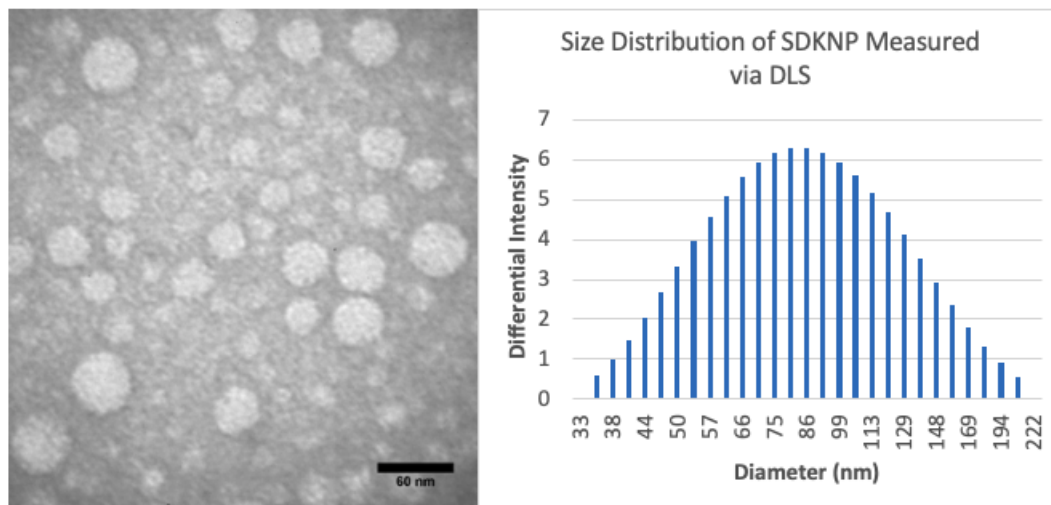 60 nm
Size Distribution of SDKNP Measured
via DLS
Differential Intensity
7
6
5
4
3
2
1
0
33 38 44 50 57 66 75 86 99 113 129 148 169 194 222
Diameter (nm)